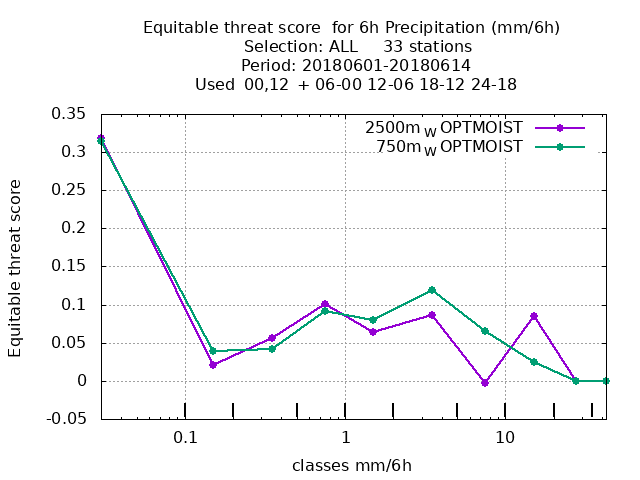 Equitable threat score  for 6h Precipitation (mm/6h)
Selection: ALL     33 stations
Period: 20180601-20180614
Used  00,12  + 06-00 12-06 18-12 24-18
2500m W OPTMOIST
750m W OPTMOIST
0.35
0.3
0.25
0.2
0.15
0.1
0.05
0
-0.05
Equitable threat score
0.1
1
10
classes mm/6h